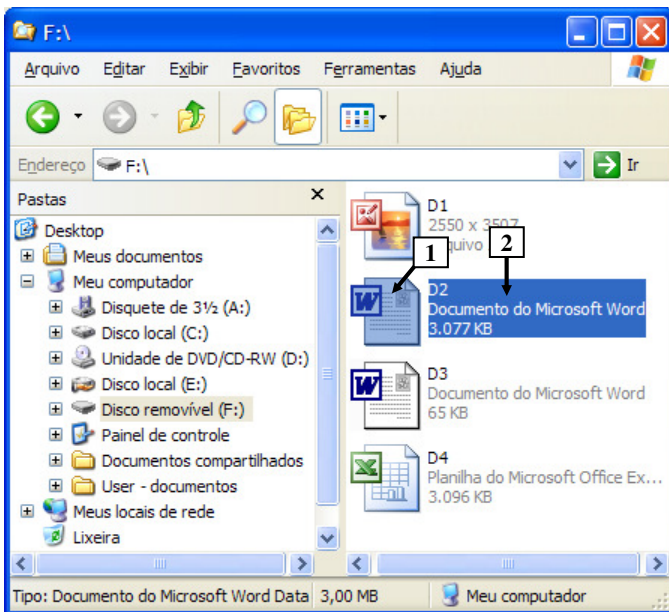 F:\
Arquivo Editar Exibir Favoritos Ferramentas Ajuda
Endereço F:\ Ir
Pastas
Desktop
Meus documentos
Meu computador
Disquete de 3½ (A:)
Disco local (C:)
Unidade de DVD/CD-RW (D:)
Disco local (E:)
Disco removível (F:)
Painel de controle
Documentos compartilhados
User - documentos
Meus locais de rede
Lixeira
D1
2550 x 3507
1
2
D2
Documento do Microsoft Word
3.077 KB
D3
Documento do Microsoft Word
65 KB
D4
Planilha do Microsoft Office Ex...
3.096 KB
Tipo: Documento do Microsoft Word Data 3,00 MB Meu computador